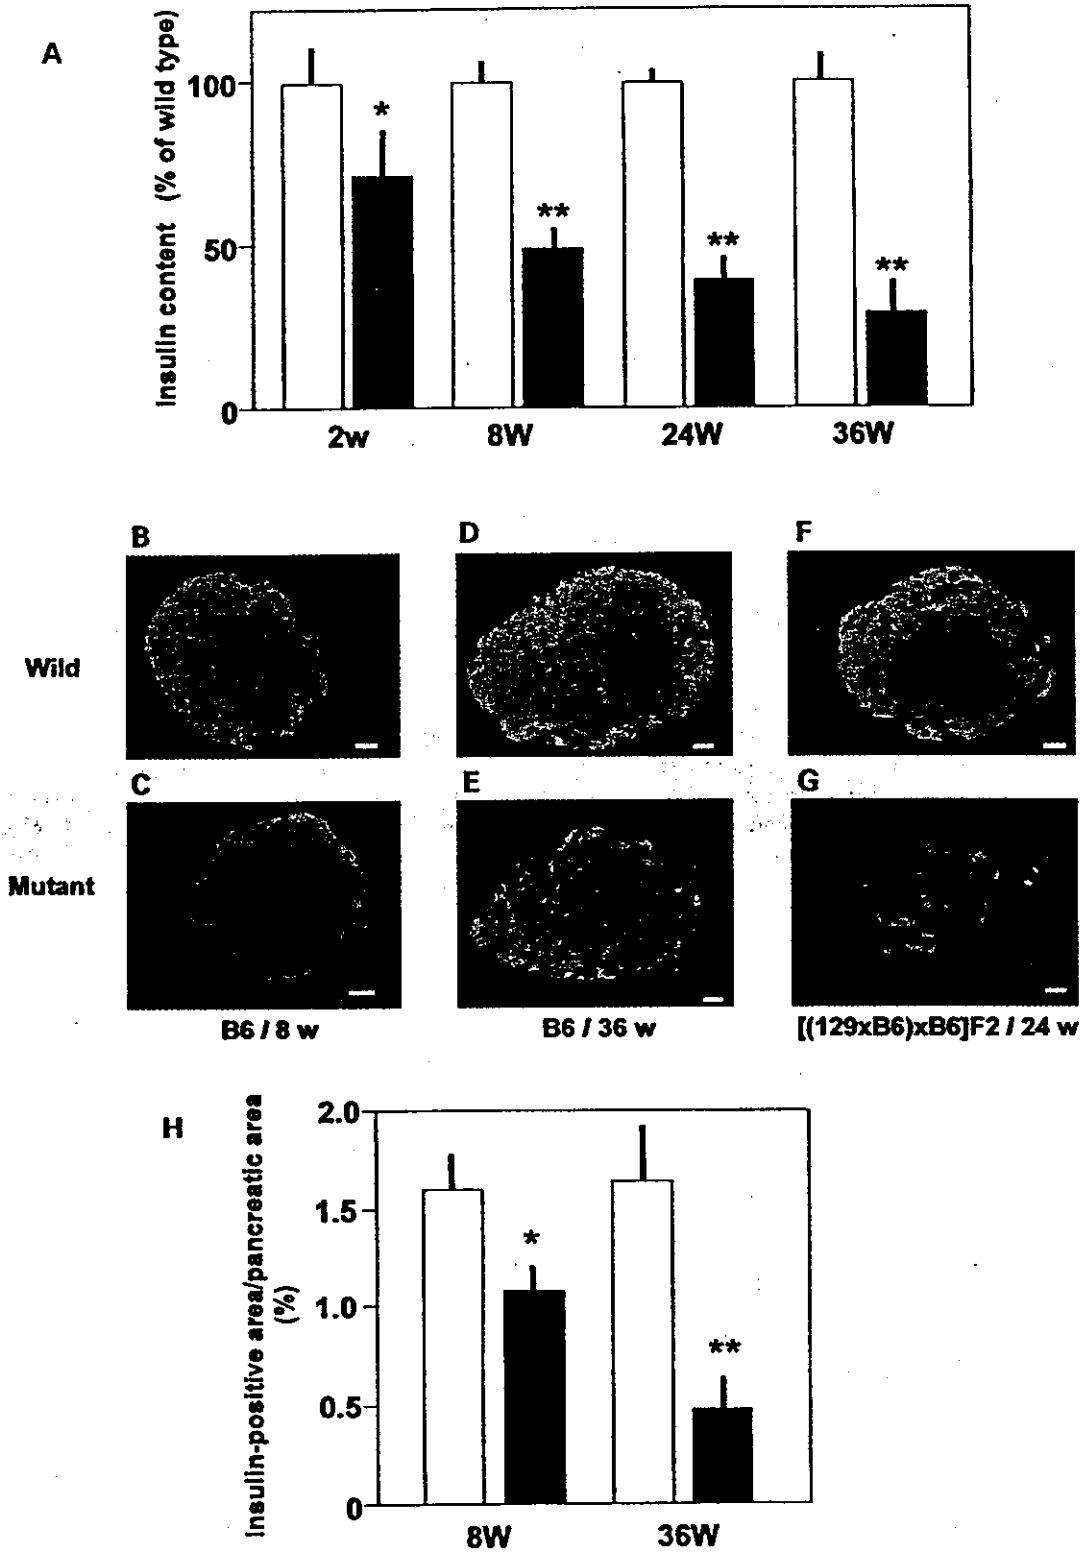 A
Insulin content (% of wild type)
100
50
0
*
**
**
**
2w
8W
24W
36W
B
D
F
Wild
C
E
G
Mutant
B6 / 8 w
B6 / 36 w
[(129xB6)xB6]F2 / 24 w
H
Insulin-positive area/pancreatic area
(%)
2.0
1.5
1.0
0.5
0
*
**
8W
36W